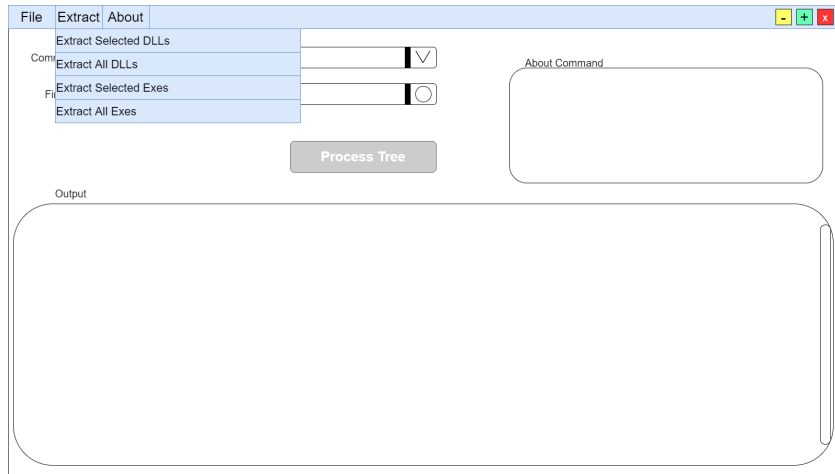 File Extract About - + x
Extract Selected DLLs
Extract All DLLs
Extract Selected Exes
Extract All Exes
About Command
Process Tree
Output